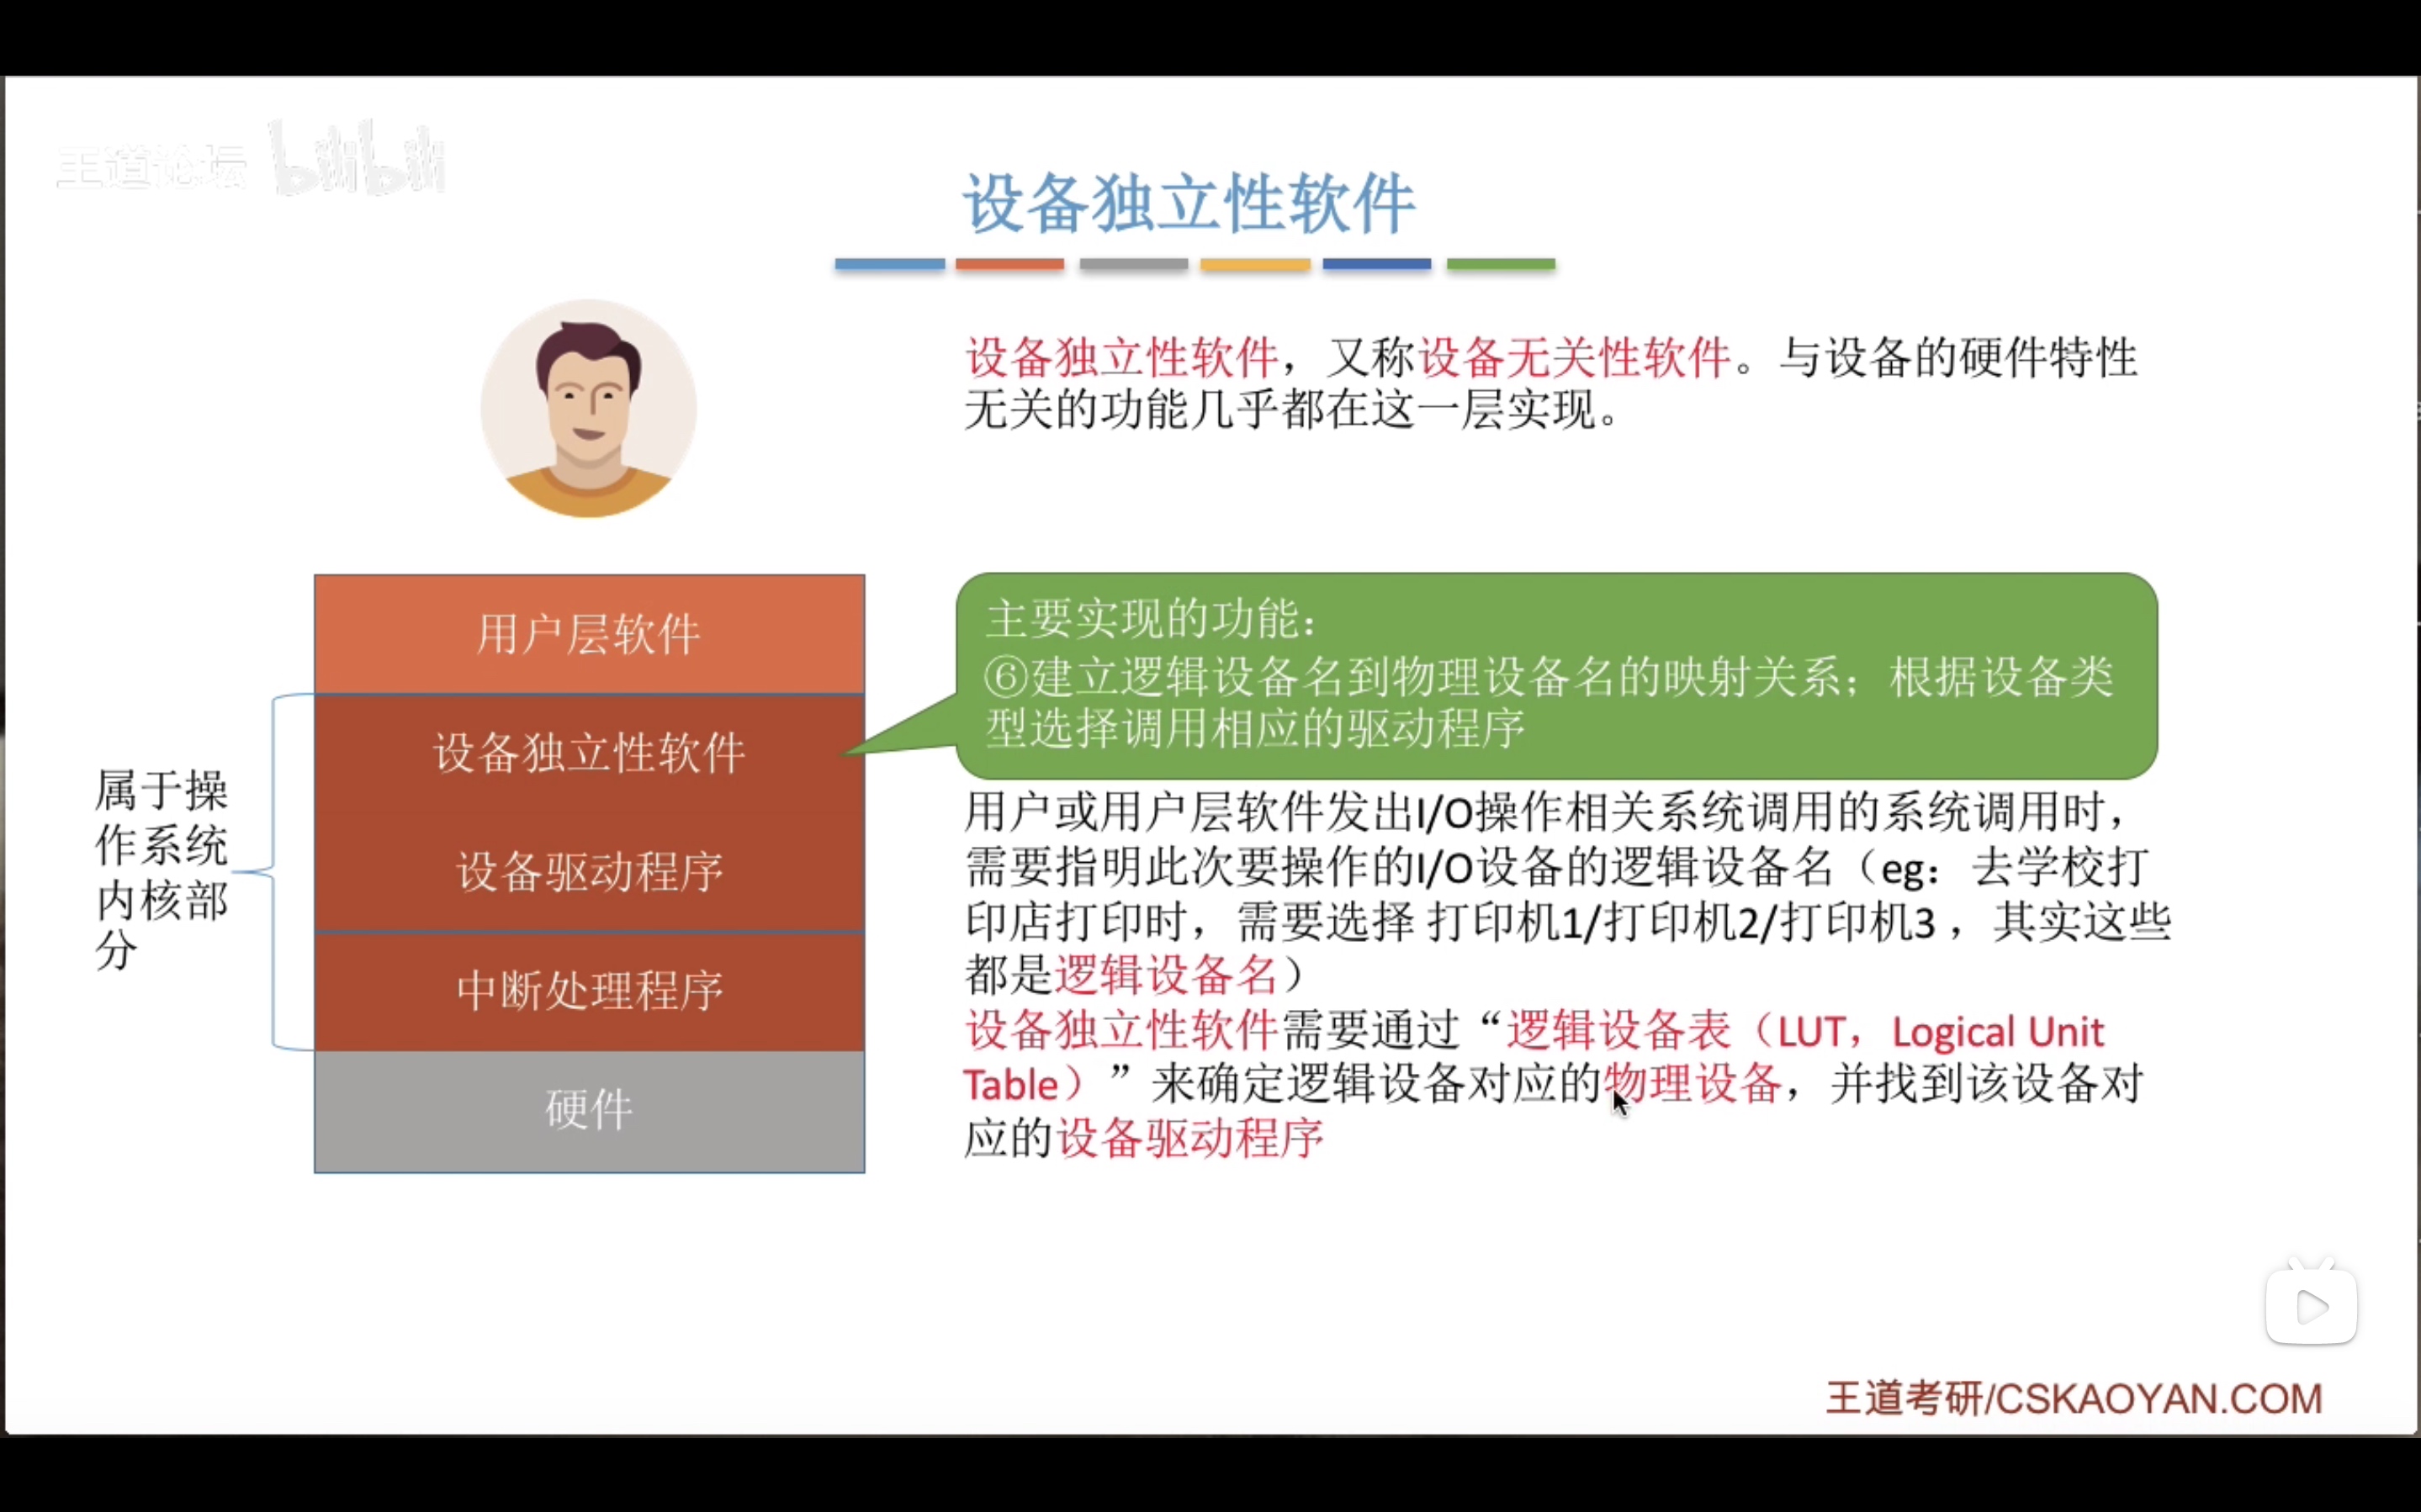 王道论坛 bilibili
设备独立性软件
设备独立性软件，又称设备无关性软件。与设备的硬件特性
无关的功能几乎都在这一层实现。
用户层软件
设备独立性软件
设备驱动程序
中断处理程序
硬件
属于操
作系统
内核部
分
主要实现的功能：
⑥建立逻辑设备名到物理设备名的映射关系；根据设备类
型选择调用相应的驱动程序
用户或用户层软件发出I/O操作相关系统调用的系统调用时，
需要指明此次要操作的I/O设备的逻辑设备名（eg：去学校打
印店打印时，需要选择 打印机1/打印机2/打印机3 ，其实这些
都是逻辑设备名）
设备独立性软件需要通过“逻辑设备表（LUT，Logical Unit
Table）”来确定逻辑设备对应的物理设备，并找到该设备对
应的设备驱动程序
王道考研/CSKAOYAN.COM